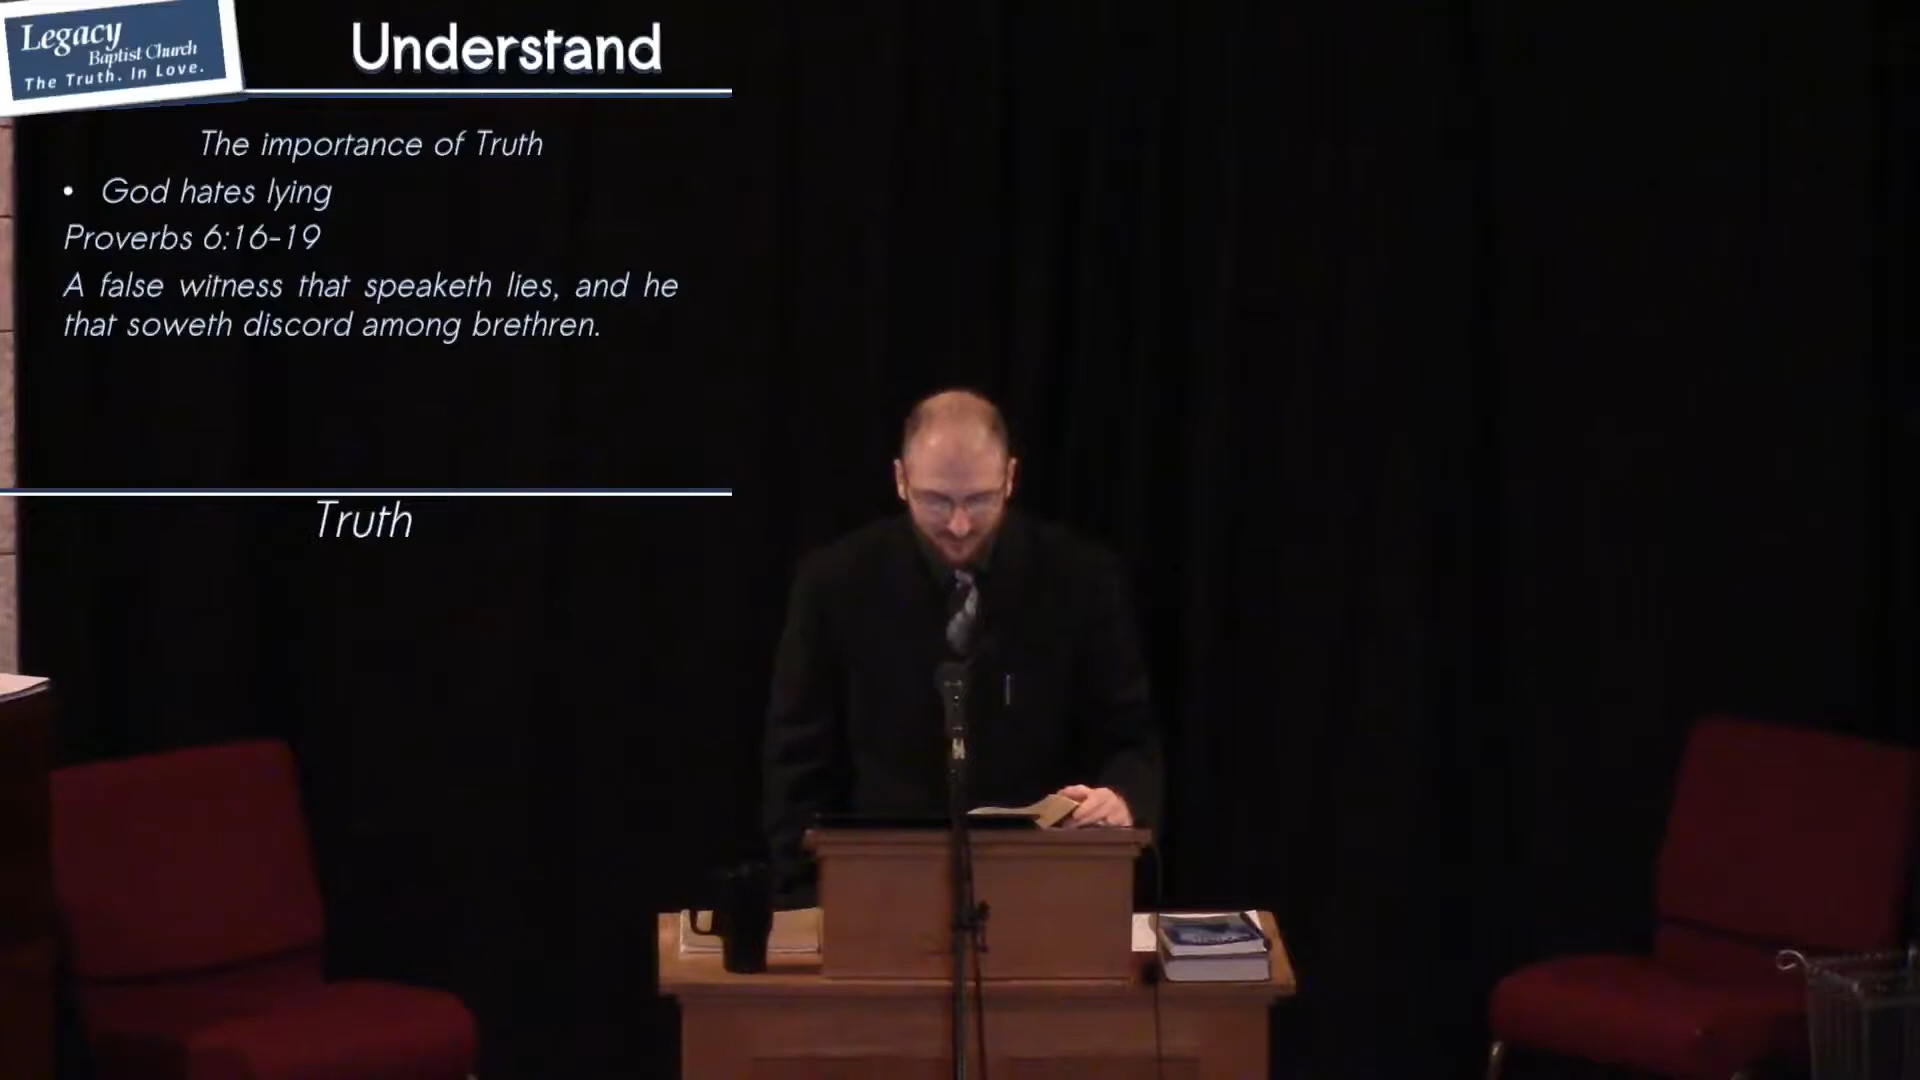 Legacy
Baptist Church
The Truth. In Love.
Understand
The importance of Truth
• God hates lying
Proverbs 6:16-19
A false witness that speaketh lies, and he
that soweth discord among brethren.
Truth